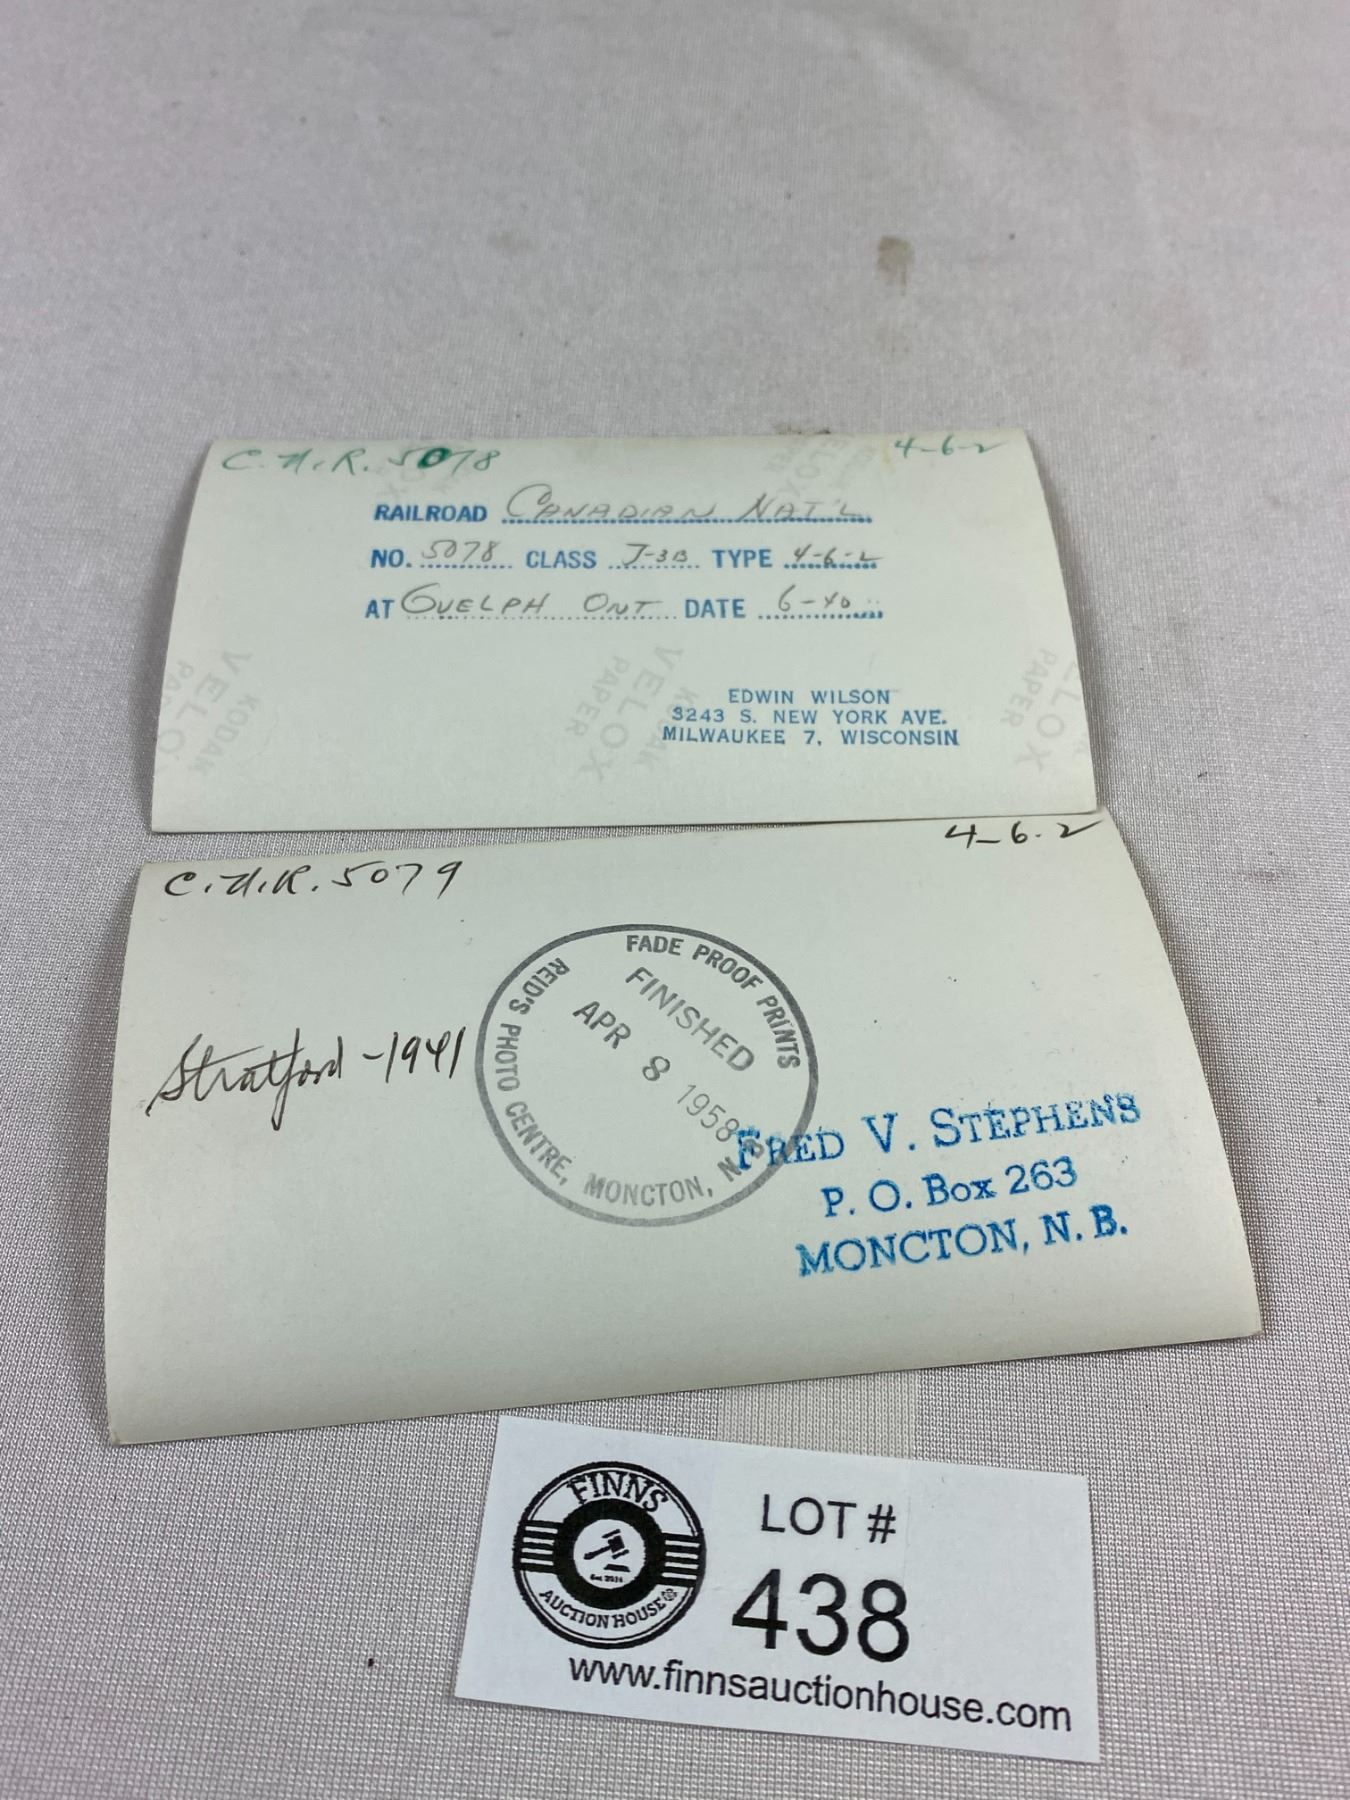 C.N.R. 5078 4-6-2
RAILROAD CANADIAN NAT'L
NO. 5078 CLASS J-3B TYPE 4-6-2
AT GUELPH ONT DATE 6-40
KODAK
VELOX
PAPER
KODAK
VELOX
PAPER
VELOX
PAPER
EDWIN WILSON
3243 S. NEW YORK AVE.
MILWAUKEE 7, WISCONSIN
C.N.R. 5079 4-6-2
Stratford - 1941
FADE PROOF PRINTS
FINISHED
APR 8 1958
REID'S PHOTO CENTRE, MONCTON, N.B.
FRED V. STEPHENS
P. O. Box 263
MONCTON, N. B.
FINNS
AUCTION HOUSE
LOT #
438
www.finnsauctionhouse.com